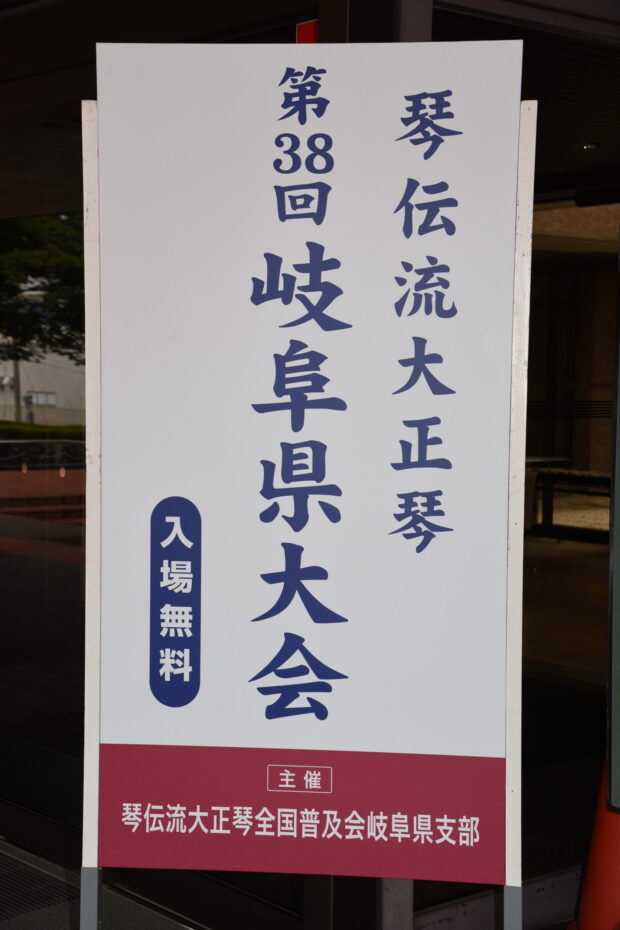 琴伝流大正琴
第38回岐阜県大会
入場無料
主催
琴伝流大正琴全国普及会岐阜県支部